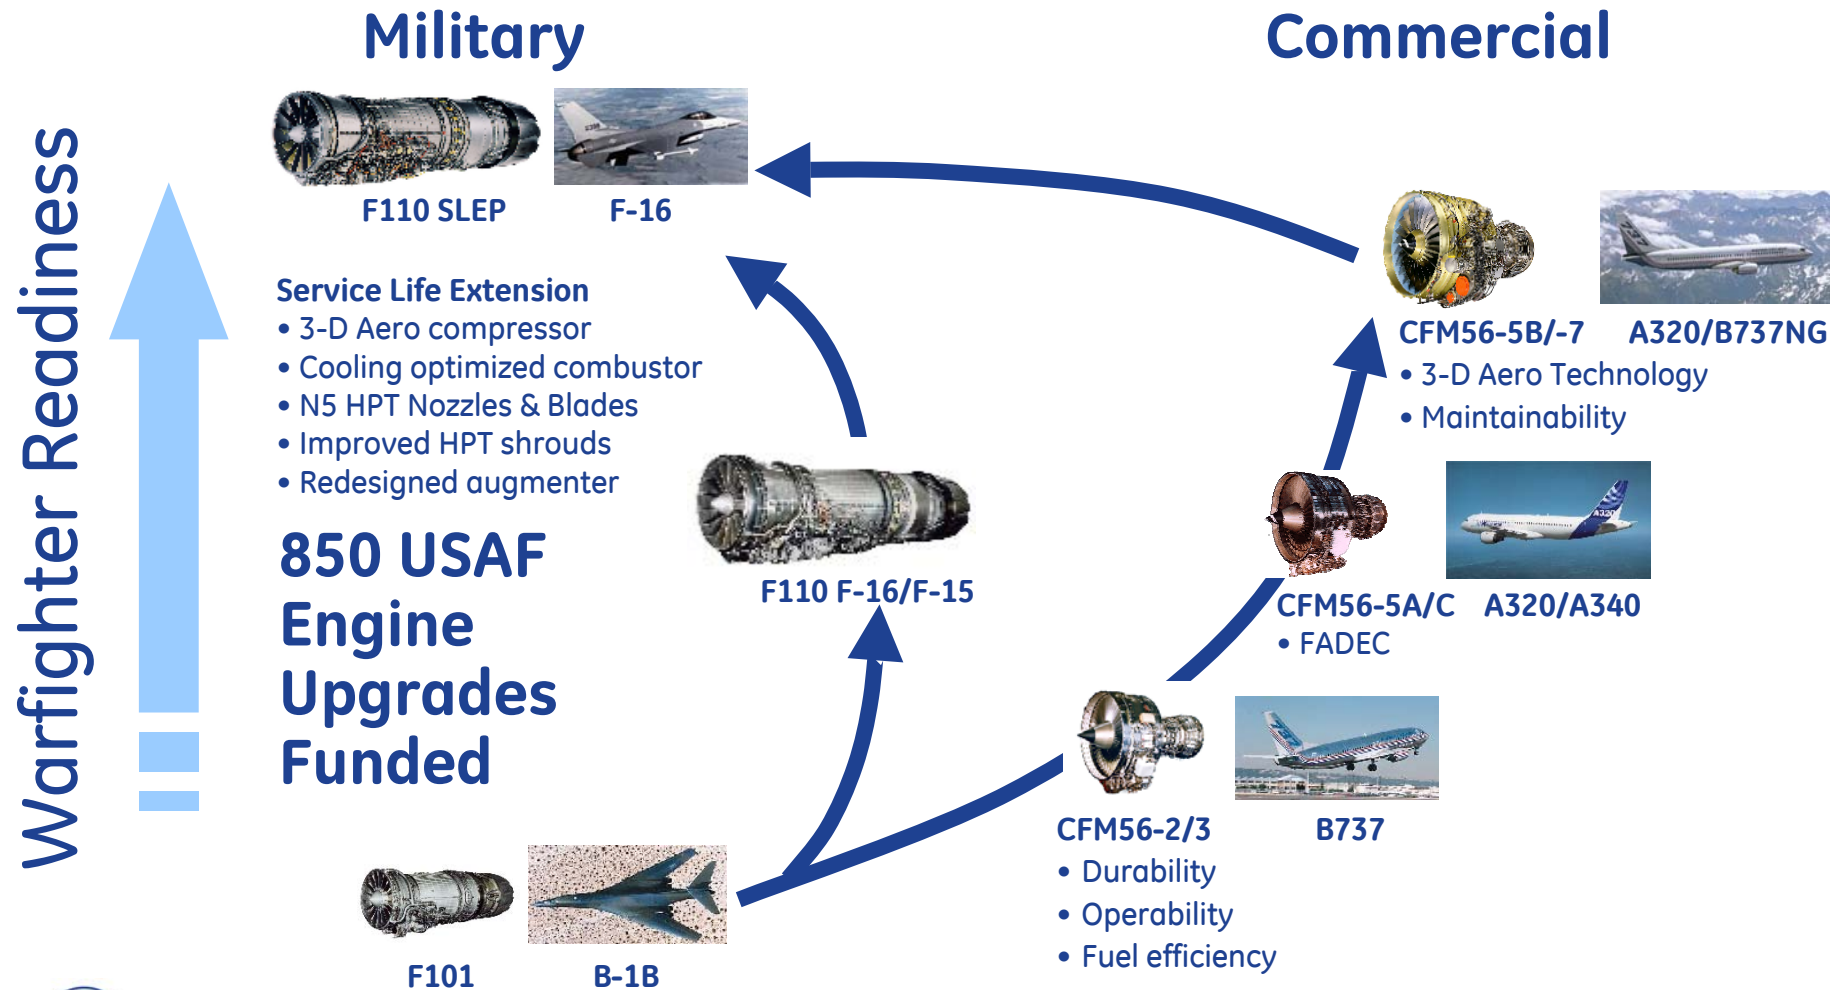 Military
Commercial
Warfighter Readiness
F110 SLEP
F-16
Service Life Extension
• 3-D Aero compressor
• Cooling optimized combustor
• N5 HPT Nozzles & Blades
• Improved HPT shrouds
• Redesigned augmenter
850 USAF
Engine
Upgrades
Funded
F110 F-16/F-15
F101
B-1B
CFM56-5B/-7
A320/B737NG
• 3-D Aero Technology
• Maintainability
CFM56-5A/C
A320/A340
• FADEC
CFM56-2/3
B737
• Durability
• Operability
• Fuel efficiency